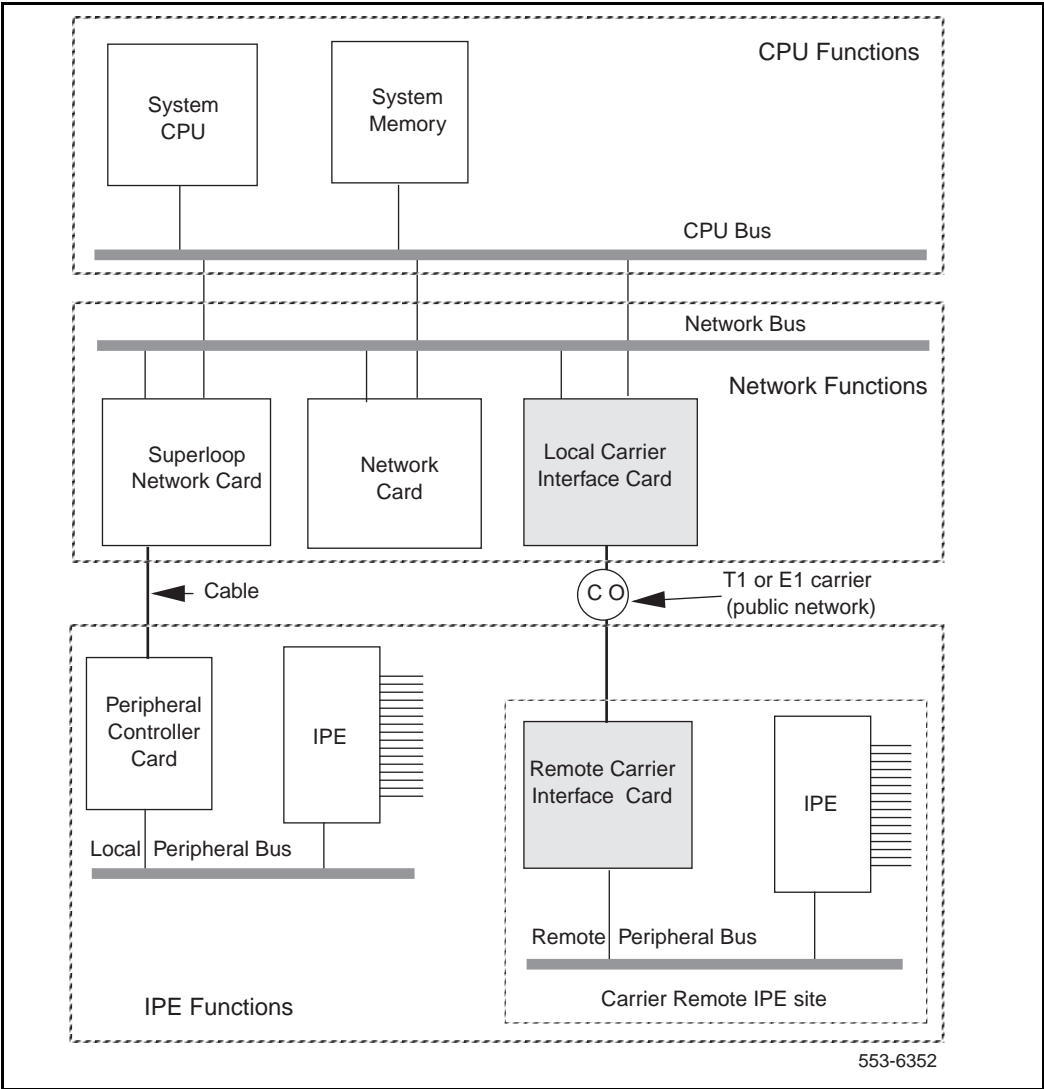 CPU Functions
System
CPU
System
Memory
CPU Bus
Network Bus
Network Functions
Superloop
Network Card
Network
Card
Local Carrier
Interface Card
Cable
C O
T1 or E1 carrier
(public network)
Peripheral
Controller
Card
IPE
Local Peripheral Bus
Remote Carrier
Interface Card
IPE
Remote Peripheral Bus
Carrier Remote IPE site
IPE Functions
553-6352